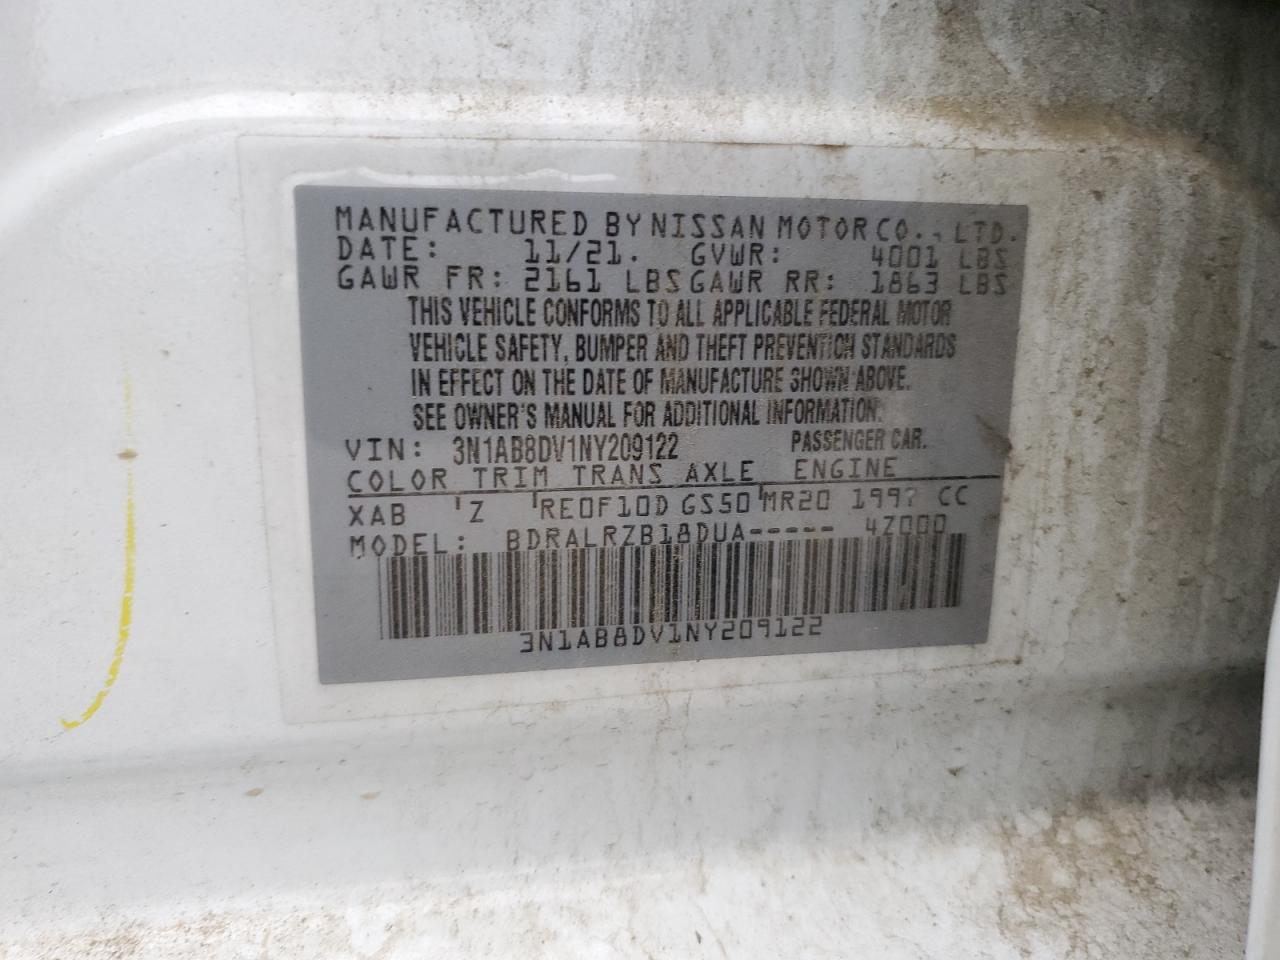 MANUFACTURED BY NISSAN MOTOR CO., LTD.
DATE: 11/21. GVWR: 4001 LBS
GAWR FR: 2161 LBS GAWR RR: 1863 LBS
THIS VEHICLE CONFORMS TO ALL APPLICABLE FEDERAL MOTOR
VEHICLE SAFETY, BUMPER AND THEFT PREVENTION STANDARDS
IN EFFECT ON THE DATE OF MANUFACTURE SHOWN ABOVE.
SEE OWNER'S MANUAL FOR ADDITIONAL INFORMATION.
VIN: 3N1AB8DV1NY209122 PASSENGER CAR.
COLOR TRIM TRANS AXLE ENGINE
XAB Z RE0F10D GS50 MR20 1997 CC
MODEL: BDRALRZB18DUA----- 4Z000
3N1AB8DV1NY209122